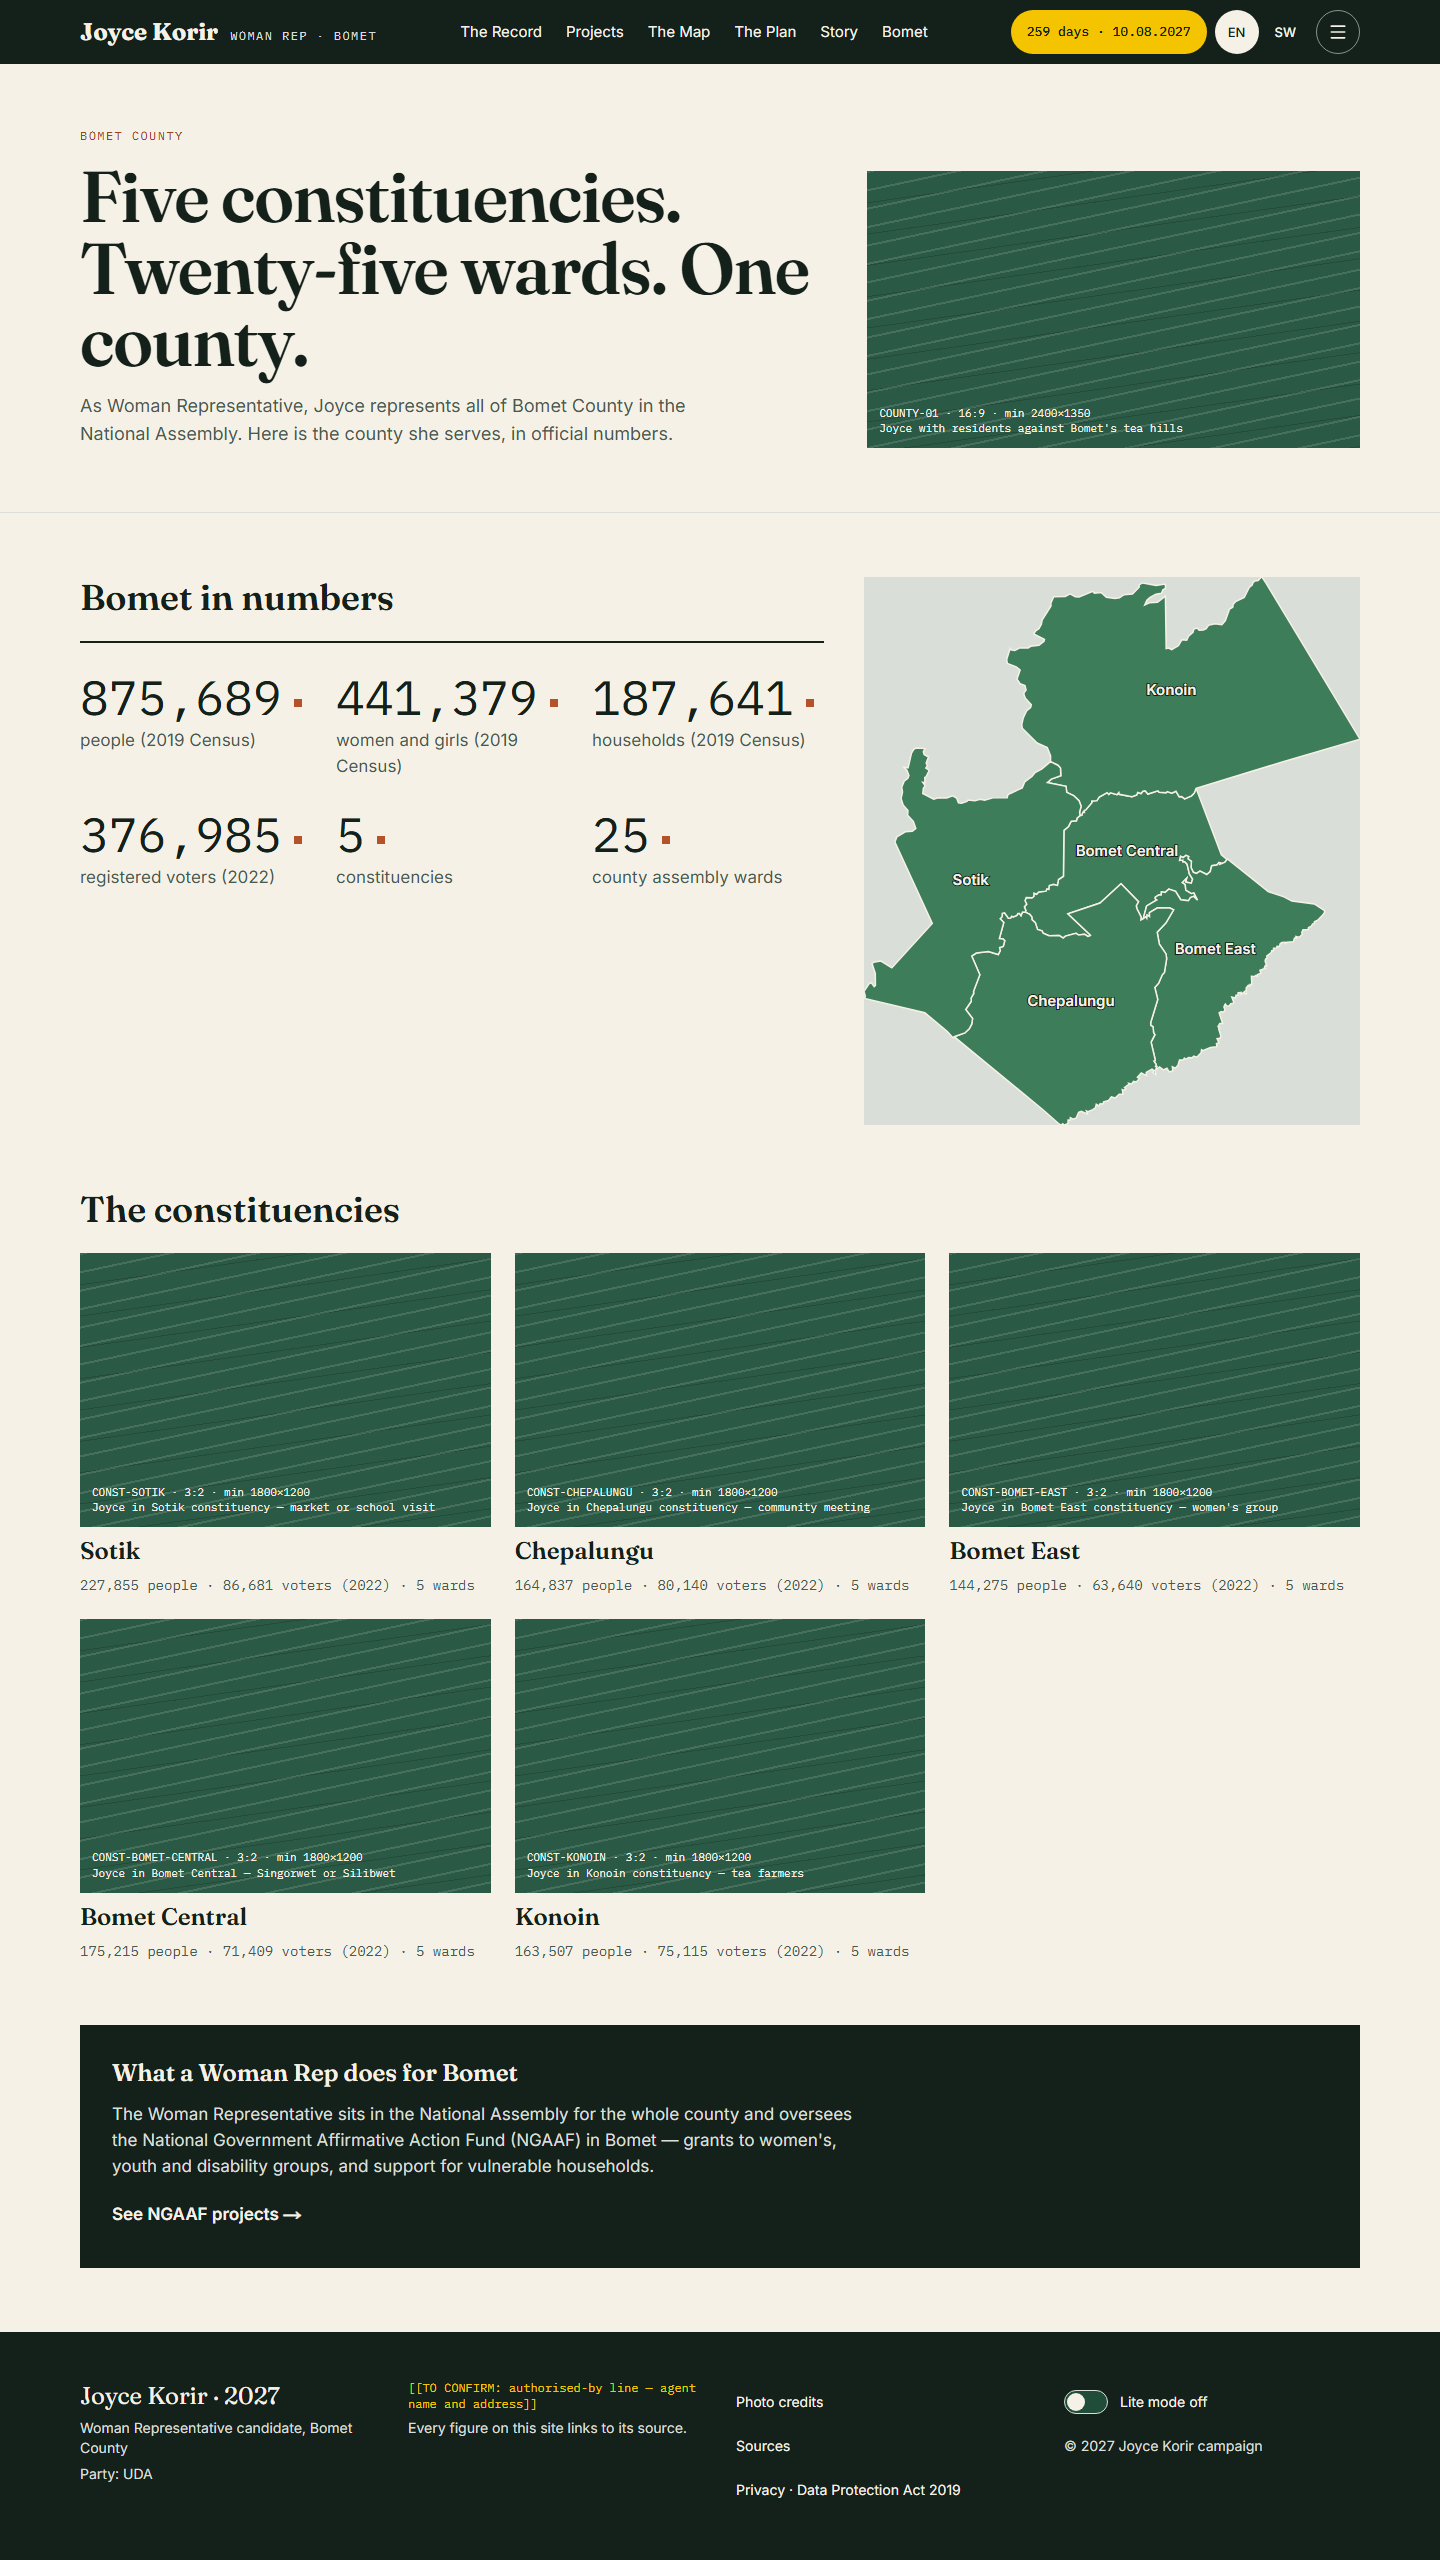 Joyce Korir WOMAN REP · BOMET
The Record Projects The Map The Plan Story Bomet
259 days · 10.08.2027 EN SW
BOMET COUNTY
Five constituencies.
Twenty-five wards. One
county.
As Woman Representative, Joyce represents all of Bomet County in the
National Assembly. Here is the county she serves, in official numbers.
COUNTY-01 · 16:9 · min 2400×1350
Joyce with residents against Bomet's tea hills
Bomet in numbers
875,689
people (2019 Census)
441,379
women and girls (2019
Census)
187,641
households (2019 Census)
376,985
registered voters (2022)
5
constituencies
25
county assembly wards
Konoin
Bomet Central
Sotik
Bomet East
Chepalungu
The constituencies
CONST-SOTIK · 3:2 · min 1800×1200
Joyce in Sotik constituency — market or school visit
Sotik
227,855 people · 86,681 voters (2022) · 5 wards
CONST-CHEPALUNGU · 3:2 · min 1800×1200
Joyce in Chepalungu constituency — community meeting
Chepalungu
164,837 people · 80,140 voters (2022) · 5 wards
CONST-BOMET-EAST · 3:2 · min 1800×1200
Joyce in Bomet East constituency — women's group
Bomet East
144,275 people · 63,640 voters (2022) · 5 wards
CONST-BOMET-CENTRAL · 3:2 · min 1800×1200
Joyce in Bomet Central — Singorwet or Silibwet
Bomet Central
175,215 people · 71,409 voters (2022) · 5 wards
CONST-KONOIN · 3:2 · min 1800×1200
Joyce in Konoin constituency — tea farmers
Konoin
163,507 people · 75,115 voters (2022) · 5 wards
What a Woman Rep does for Bomet
The Woman Representative sits in the National Assembly for the whole county and oversees
the National Government Affirmative Action Fund (NGAAF) in Bomet — grants to women's,
youth and disability groups, and support for vulnerable households.
See NGAAF projects →
Joyce Korir · 2027
Woman Representative candidate, Bomet
County
Party: UDA
[[TO CONFIRM: authorised-by line — agent
name and address]]
Every figure on this site links to its source.
Photo credits
Sources
Privacy · Data Protection Act 2019
Lite mode off
© 2027 Joyce Korir campaign